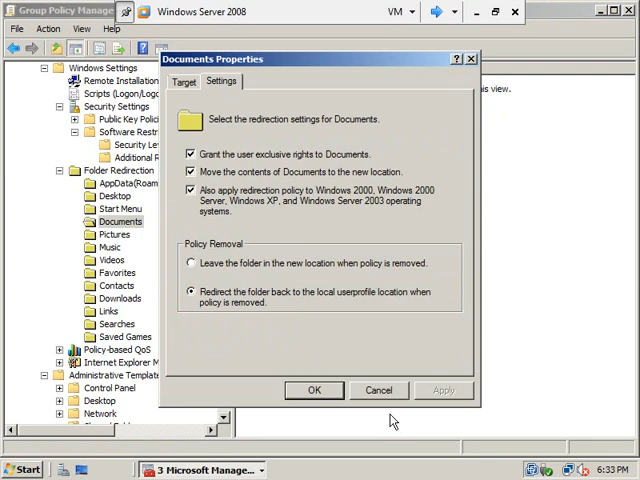 Group Policy Manag
Windows Server 2008
VM
File Action View Help
Documents Properties
Windows Settings
Remote Installation
Scripts (Logon/Logo
Security Settings
Public Key Polici
Software Restri
Security Le
Additional R
Folder Redirection
AppData(Roam
Desktop
Start Menu
Documents
Pictures
Music
Videos
Favorites
Contacts
Downloads
Links
Searches
Saved Games
Policy-based QoS
Internet Explorer M
Administrative Template
Control Panel
Desktop
Network
Target Settings
Select the redirection settings for Documents.
Grant the user exclusive rights to Documents.
Move the contents of Documents to the new location.
Also apply redirection policy to Windows 2000, Windows 2000
Server, Windows XP, and Windows Server 2003 operating
systems.
Policy Removal
Leave the folder in the new location when policy is removed.
Redirect the folder back to the local userprofile location when
policy is removed.
OK Cancel Apply
is view.
Start
3 Microsoft Manage...
6:33 PM